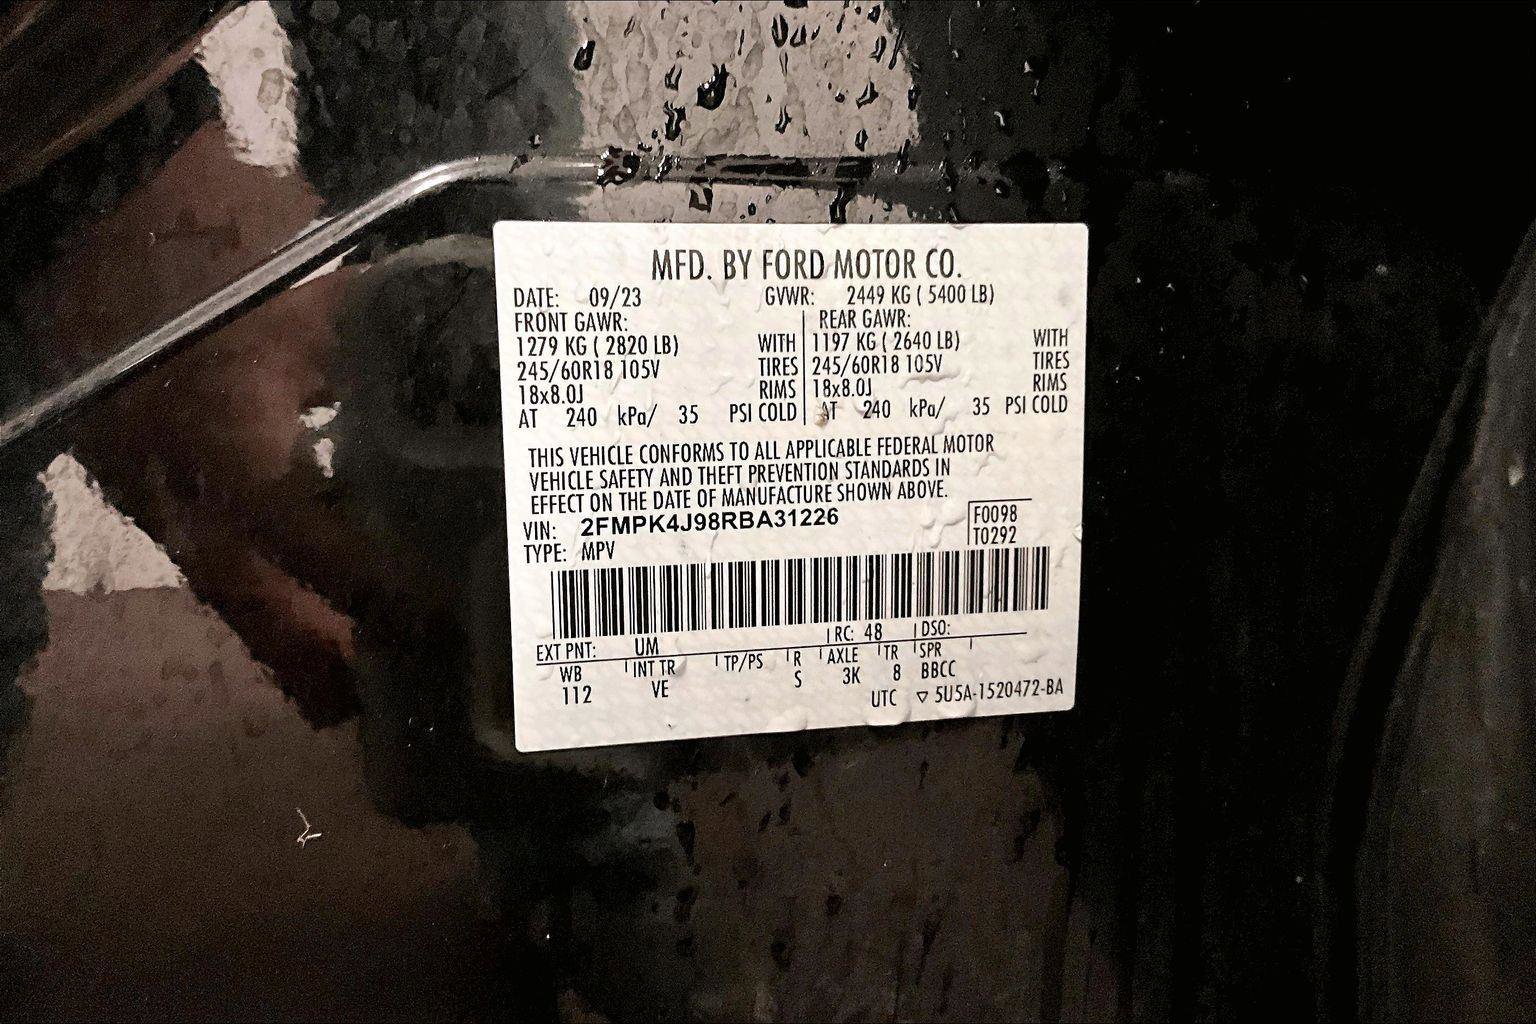 MFD. BY FORD MOTOR CO.
DATE: 09/23 GVWR: 2449 KG ( 5400 LB)
FRONT GAWR: REAR GAWR:
1279 KG ( 2820 LB) WITH 1197 KG ( 2640 LB) WITH
245/60R18 105V TIRES 245/60R18 105V TIRES
18x8.0J RIMS 18x8.0J RIMS
AT 240 kPa/ 35 PSI COLD AT 240 kPa/ 35 PSI COLD
THIS VEHICLE CONFORMS TO ALL APPLICABLE FEDERAL MOTOR
VEHICLE SAFETY AND THEFT PREVENTION STANDARDS IN
EFFECT ON THE DATE OF MANUFACTURE SHOWN ABOVE.
VIN: 2FMPK4J98RBA31226 F0098
TYPE: MPV T0292
EXT PNT: UM RC: 48 DSO:
WB INT TR TP/PS R AXLE TR SPR
112 VE S 3K 8 BBCC
UTC ▽ 5U5A-1520472-BA